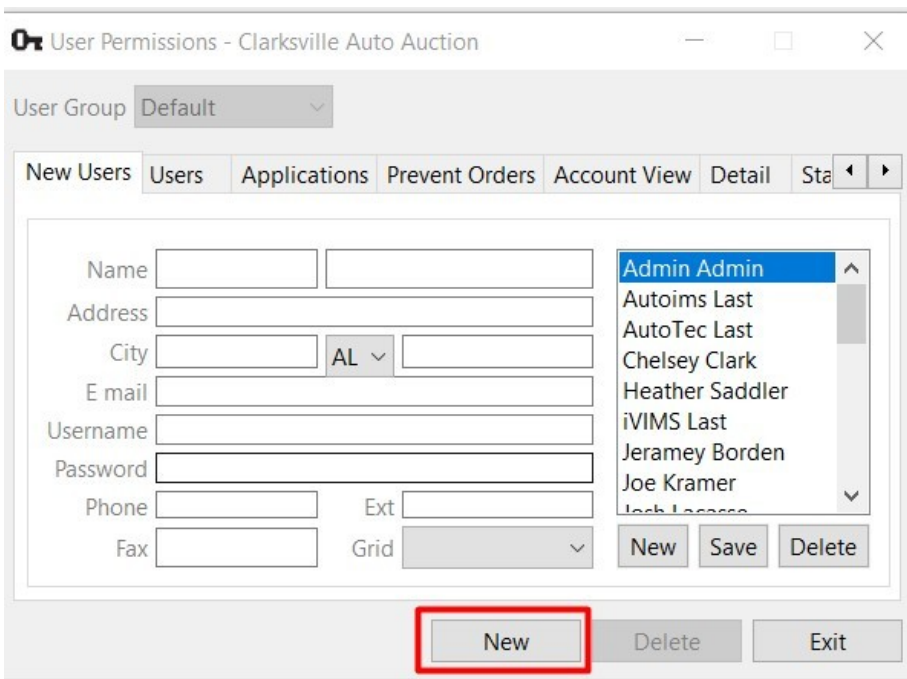 User Permissions - Clarksville Auto Auction
User Group Default
New Users Users Applications Prevent Orders Account View Detail Sta
Name
Address
City AL
E mail
Username
Password
Phone Ext
Fax Grid
Admin Admin
Autoims Last
AutoTec Last
Chelsey Clark
Heather Saddler
iVIMS Last
Jeramey Borden
Joe Kramer
New Save Delete
New Delete Exit